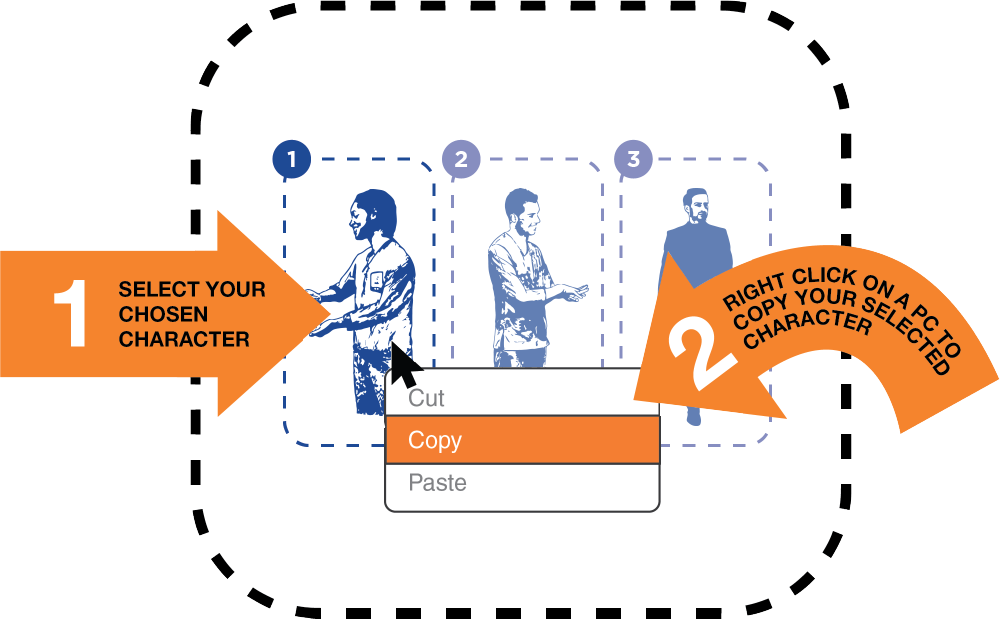 1
2
3
1
SELECT YOUR
CHOSEN
CHARACTER
2
RIGHT CLICK ON A PC TO
COPY YOUR SELECTED
CHARACTER
Cut
Copy
Paste